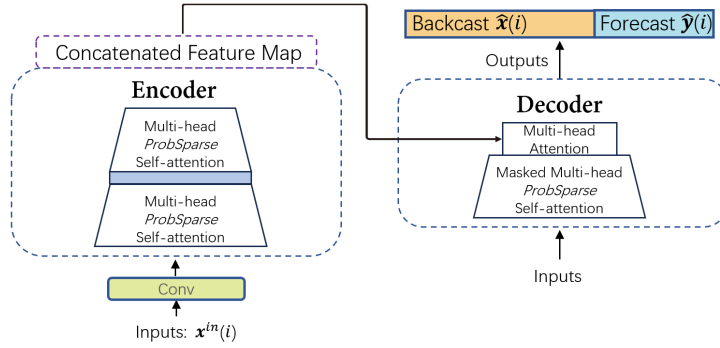 Concatenated Feature Map
Encoder
Multi-head
ProbSparse
Self-attention
Multi-head
ProbSparse
Self-attention
Conv
Inputs: x^{in}(i)
Backcast x̂(i)
Forecast ŷ(i)
Outputs
Decoder
Multi-head
Attention
Masked Multi-head
ProbSparse
Self-attention
Inputs